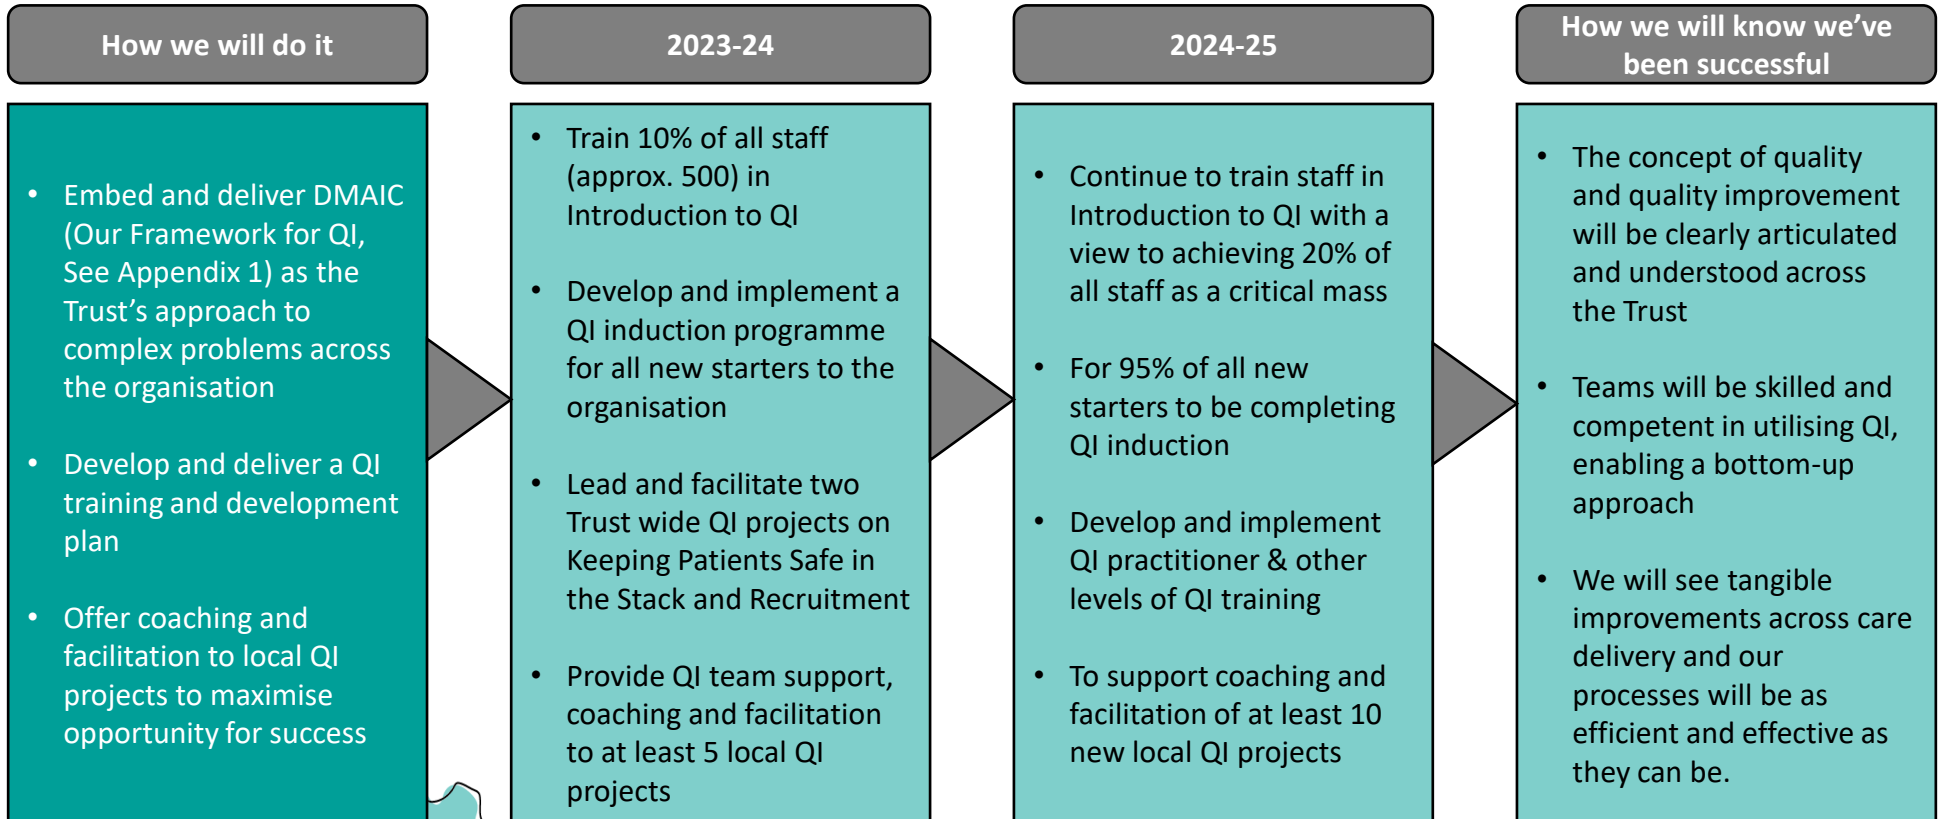 How we will do it
• Embed and deliver DMAIC
(Our Framework for QI,
See Appendix 1) as the
Trust’s approach to
complex problems across
the organisation
• Develop and deliver a QI
training and development
plan
• Offer coaching and
facilitation to local QI
projects to maximise
opportunity for success
2023-24
• Train 10% of all staff
(approx. 500) in
Introduction to QI
• Develop and implement a
QI induction programme
for all new starters to the
organisation
• Lead and facilitate two
Trust wide QI projects on
Keeping Patients Safe in
the Stack and Recruitment
• Provide QI team support,
coaching and facilitation
to at least 5 local QI
projects
2024-25
• Continue to train staff in
Introduction to QI with a
view to achieving 20% of
all staff as a critical mass
• For 95% of all new
starters to be completing
QI induction
• Develop and implement
QI practitioner & other
levels of QI training
• To support coaching and
facilitation of at least 10
new local QI projects
How we will know we’ve
been successful
• The concept of quality
and quality improvement
will be clearly articulated
and understood across
the Trust
• Teams will be skilled and
competent in utilising QI,
enabling a bottom-up
approach
• We will see tangible
improvements across care
delivery and our
processes will be as
efficient and effective as
they can be.